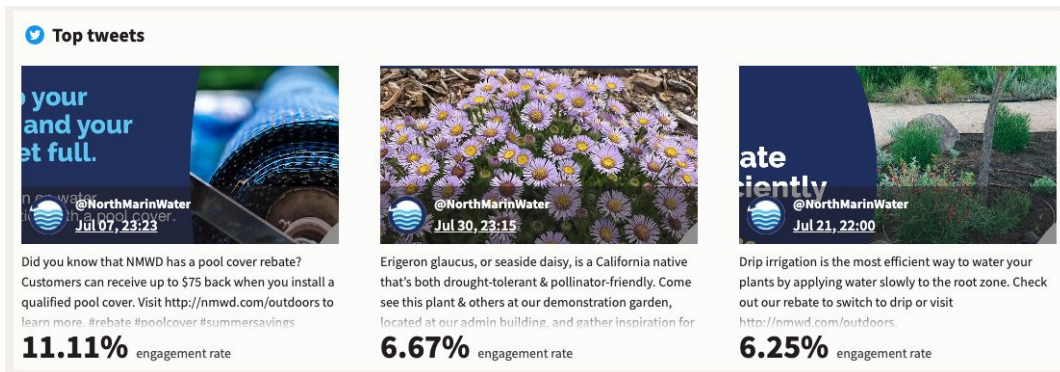 Top tweets
your
and your
et full.
on water
th a pool cover.
@NorthMarinWater
Jul 07, 23:23
Did you know that NMWD has a pool cover rebate?
Customers can receive up to $75 back when you install a
qualified pool cover. Visit http://nmwd.com/outdoors to
learn more. #rebate #poolcover #summersavings
11.11% engagement rate
@NorthMarinWater
Jul 30, 23:15
Erigeron glaucus, or seaside daisy, is a California native
that's both drought-tolerant & pollinator-friendly. Come
see this plant & others at our demonstration garden,
located at our admin building, and gather inspiration for
6.67% engagement rate
ate
ciently
@NorthMarinWater
Jul 21, 22:00
Drip irrigation is the most efficient way to water your
plants by applying water slowly to the root zone. Check
out our rebate to switch to drip or visit
http://nmwd.com/outdoors.
6.25% engagement rate